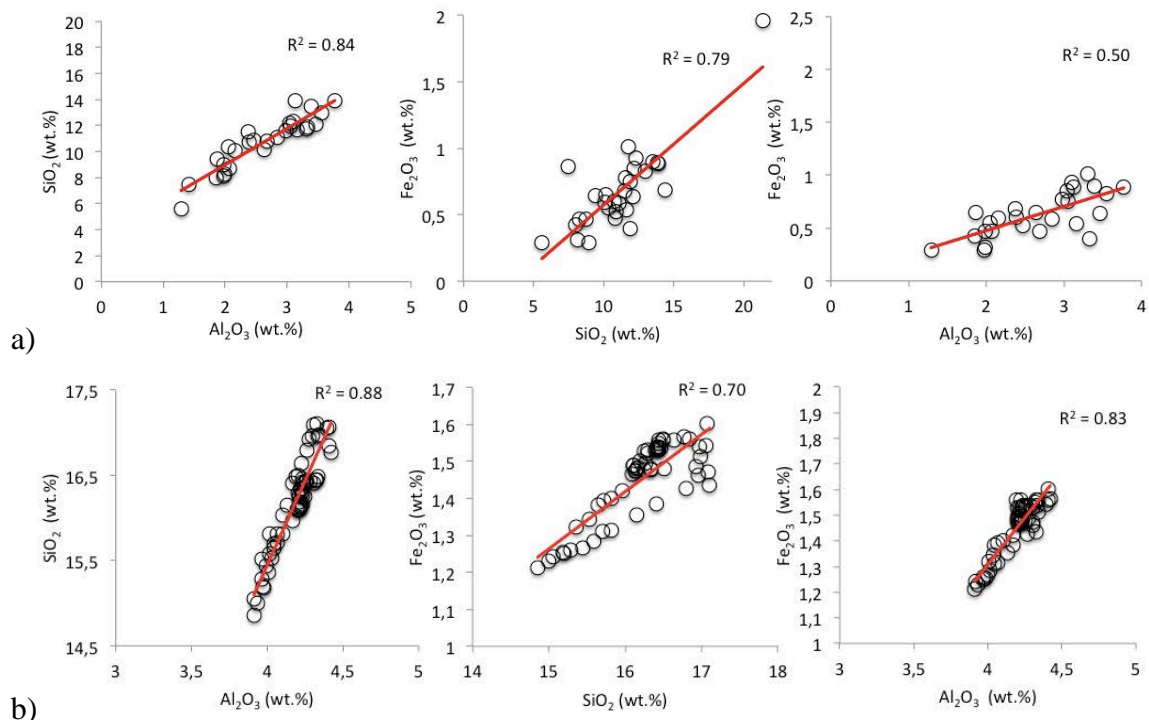 a)
SiO₂ (wt.%)
20
18
16
14
12
10
8
6
4
2
0
0 1 2 3 4 5
Al₂O₃ (wt.%)
R² = 0.84
Fe₂O₃ (wt.%)
2
1,5
1
0,5
0
0 5 10 15 20
SiO₂ (wt.%)
R² = 0.79
Fe₂O₃ (wt.%)
2,5
2
1,5
1
0,5
0
0 1 2 3 4
Al₂O₃ (wt.%)
R² = 0.50
b)
SiO₂ (wt.%)
17,5
16,5
15,5
14,5
3 3,5 4 4,5 5
Al₂O₃ (wt.%)
R² = 0.88
Fe₂O₃ (wt.%)
1,7
1,6
1,5
1,4
1,3
1,2
1,1
1
14 15 16 17 18
SiO₂ (wt.%)
R² = 0.70
Fe₂O₃ (wt.%)
2
1,9
1,8
1,7
1,6
1,5
1,4
1,3
1,2
1,1
1
3 3,5 4 4,5 5
Al₂O₃ (wt.%)
R² = 0.83